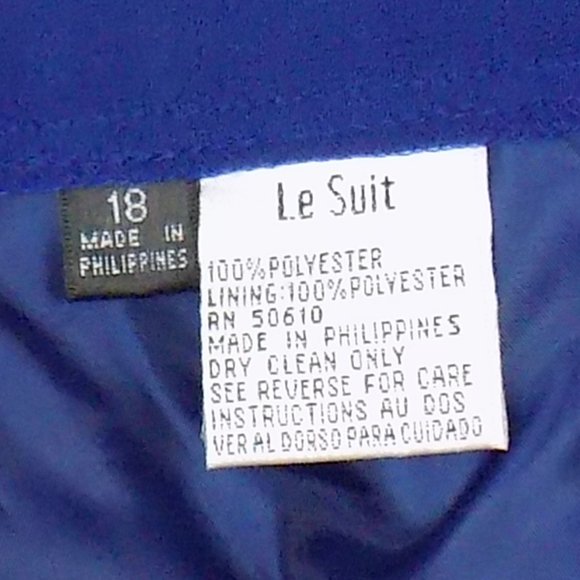 18
MADE IN
PHILIPPINES
Le Suit
100%POLYESTER
LINING:100%POLYESTER
RN 50610
MADE IN PHILIPPINES
DRY CLEAN ONLY
SEE REVERSE FOR CARE
INSTRUCTIONS AU DOS
VER AL DORSO PARA CUIDADO